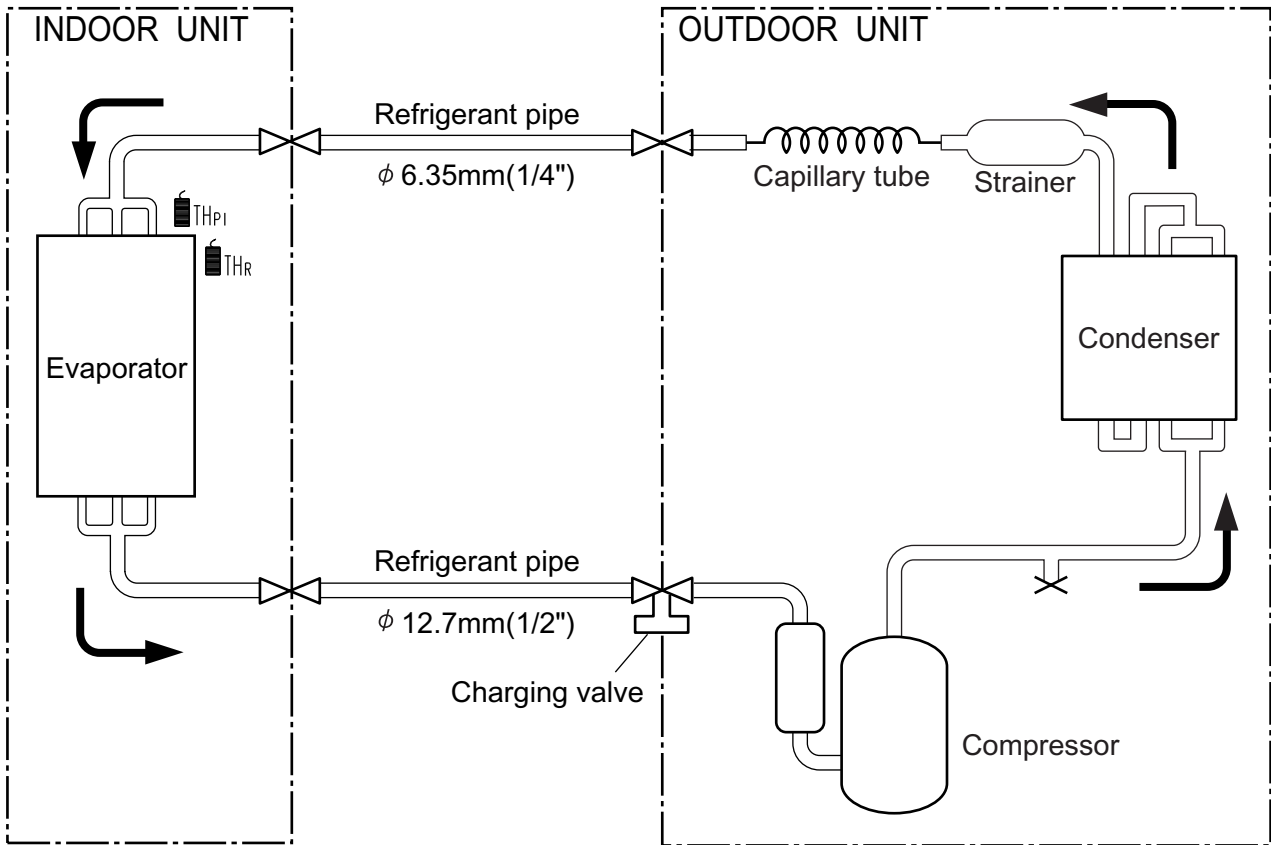 INDOOR UNIT
OUTDOOR UNIT
Refrigerant pipe
ϕ 6.35mm(1/4")
Capillary tube
Strainer
THPI
THR
Evaporator
Condenser
Refrigerant pipe
ϕ 12.7mm(1/2")
Charging valve
Compressor